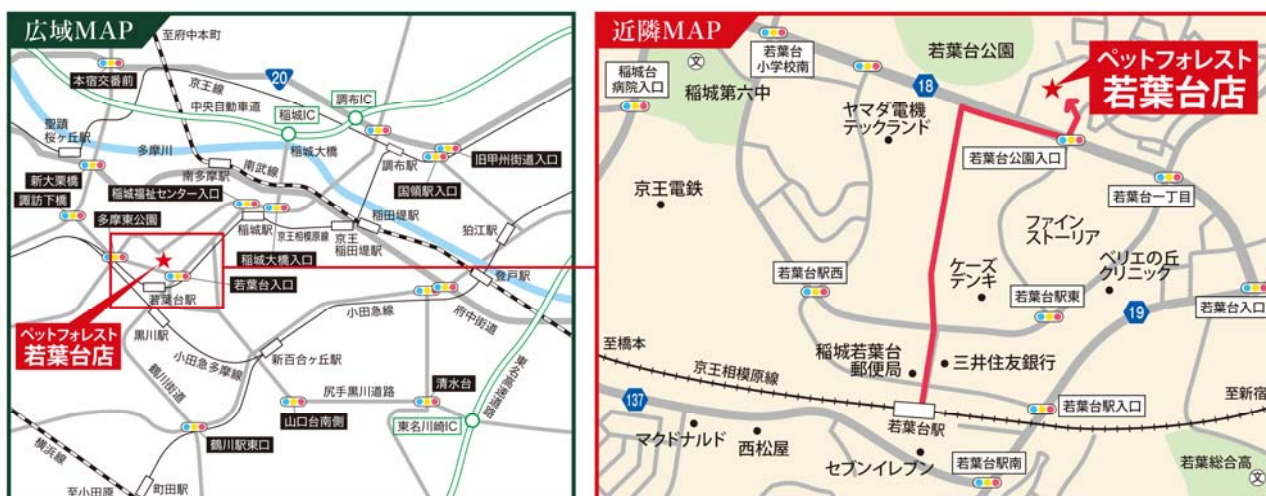 広域MAP
至府中本町
20
本宿交番前
京王線
中央自動車道
調布IC
稲城IC
聖蹟
桜ヶ丘駅
多摩川
稲城大橋
調布駅
旧甲州街道入口
南武線
南多摩駅
国領駅入口
新大栗橋
稲城福祉センター入口
諏訪下橋
多摩東公園
稲城駅
京王相模原線
京王
稲田堤駅
稲田堤駅
狛江駅
稲城大橋入口
登戸駅
若葉台入口
若葉台駅
府中街道
小田急線
黒川駅
ペットフォレスト
若葉台店
小田急多摩線
新百合ヶ丘駅
鶴川街道
尻手黒川道路
清水台
東名高速道路
山口台南側
東名川崎IC
鶴川駅東口
横浜線
至小田原
町田駅
近隣MAP
若葉台
小学校南
若葉台公園
稲城台
病院入口
文
稲城第六中
18
ペットフォレスト
若葉台店
ヤマダ電機
テックランド
若葉台公園入口
若葉台一丁目
京王電鉄
ファイン
ストーリア
ケーズ
デンキ
ベリエの丘
クリニック
若葉台駅西
若葉台駅東
19
若葉台入口
至橋本
京王相模原線
稲城若葉台
郵便局
三井住友銀行
至新宿
137
若葉台駅入口
若葉台駅
マクドナルド
西松屋
セブンイレブン
若葉台駅南
若葉総合高
文